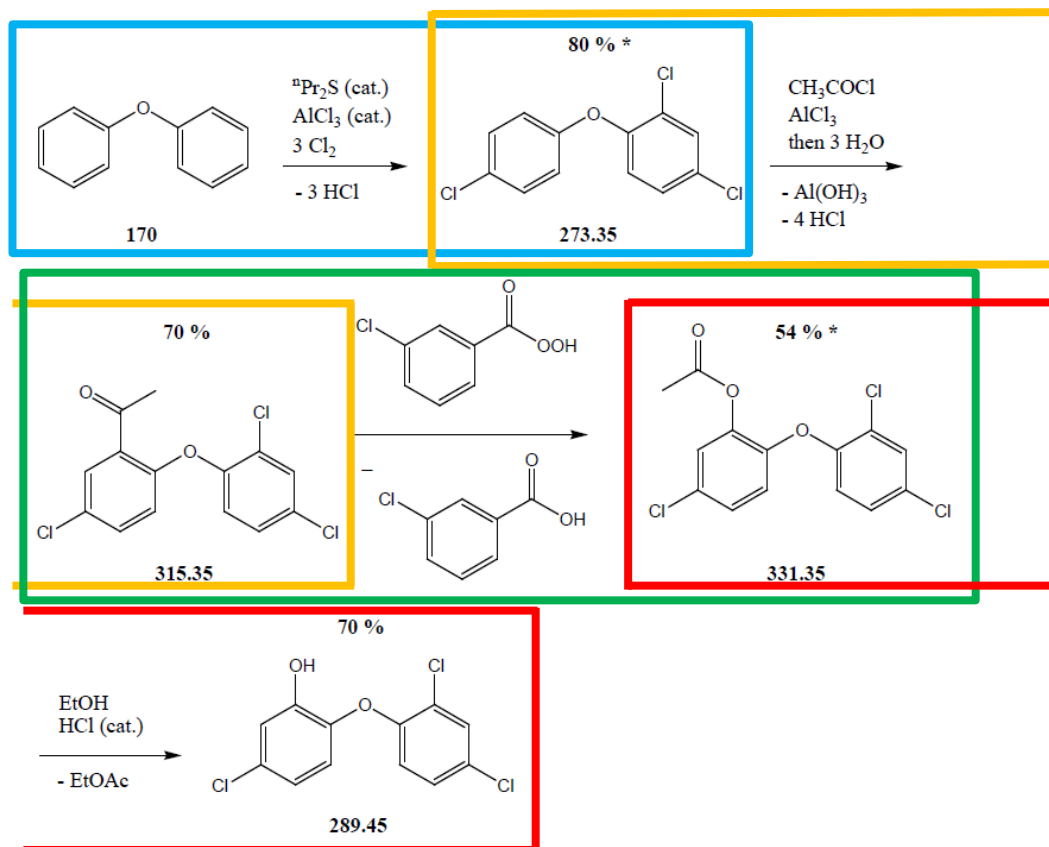 80 % *
ⁿPr₂S (cat.)
AlCl₃ (cat.)
3 Cl₂
- 3 HCl
O
170
O
Cl
Cl
Cl
273.35
CH₃COCl
AlCl₃
then 3 H₂O
- Al(OH)₃
- 4 HCl
70 %
O
Cl
O
Cl
Cl
315.35
O
Cl
OOH
–
O
Cl
OH
54 % *
O
O
Cl
O
Cl
Cl
331.35
EtOH
HCl (cat.)
- EtOAc
70 %
OH
Cl
O
Cl
Cl
289.45